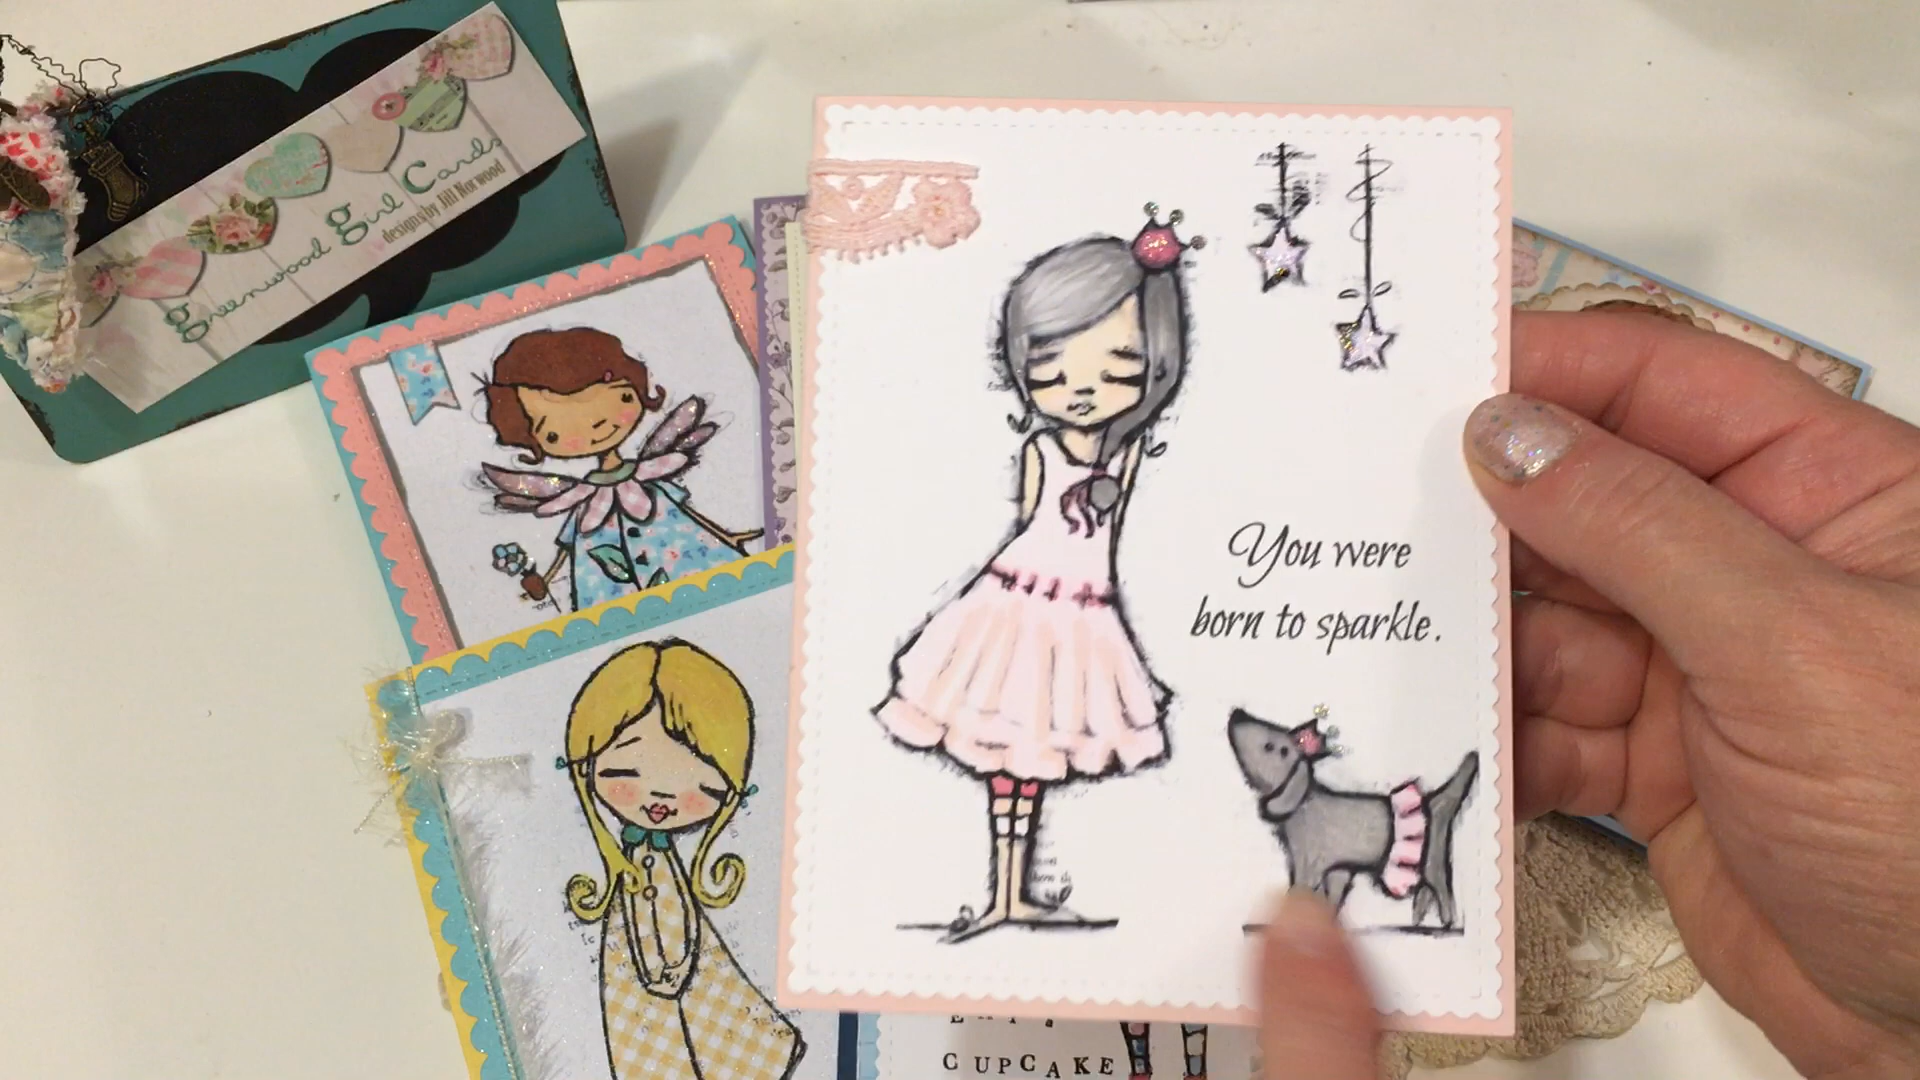 greenwood girl Cards
designs by Jill Norwood
You were
born to sparkle.
CUPCAKE